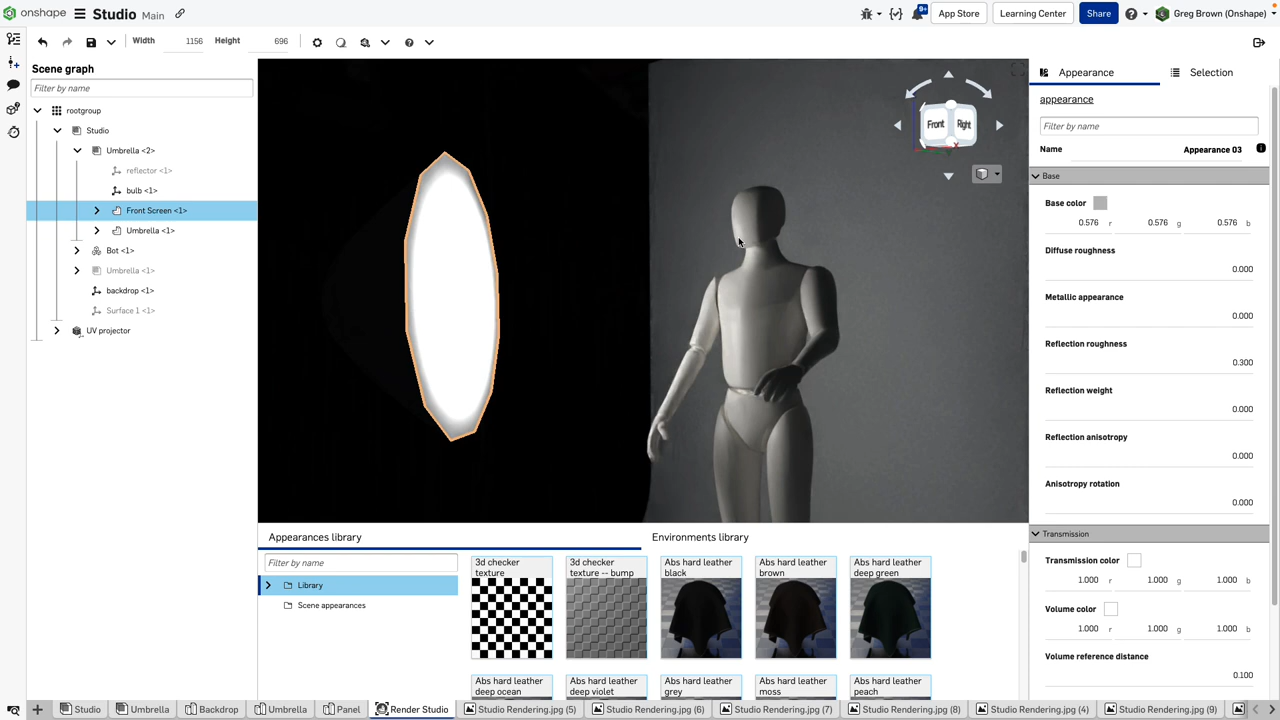 onshape Studio Main 9+ App Store Learning Center Share Greg Brown (Onshape)
Width 1156 Height 696
Scene graph
Filter by name
rootgroup
Studio
Umbrella <2>
reflector <1>
bulb <1>
Front Screen <1>
Umbrella <1>
Bot <1>
Umbrella <1>
backdrop <1>
Surface 1 <1>
UV projector
Front Right
Appearance Selection
appearance
Filter by name
Name Appearance 03
Base
Base color
0.576 r 0.576 g 0.576 b
Diffuse roughness
0.000
Metallic appearance
0.000
Reflection roughness
0.300
Reflection weight
0.000
Reflection anisotropy
0.000
Anisotropy rotation
0.000
Transmission
Transmission color
1.000 r 1.000 g 1.000 b
Volume color
1.000 r 1.000 g 1.000 b
Volume reference distance
0.100
Appearances library Environments library
Filter by name
Library
Scene appearances
3d checker texture
3d checker texture -- bump
Abs hard leather black
Abs hard leather brown
Abs hard leather deep green
Abs hard leather deep ocean
Abs hard leather deep violet
Abs hard leather grey
Abs hard leather moss
Abs hard leather peach
Studio Umbrella Backdrop Umbrella Panel Render Studio Studio Rendering.jpg (5) Studio Rendering.jpg (6) Studio Rendering.jpg (7) Studio Rendering.jpg (8) Studio Rendering.jpg (4) Studio Rendering.jpg (9)